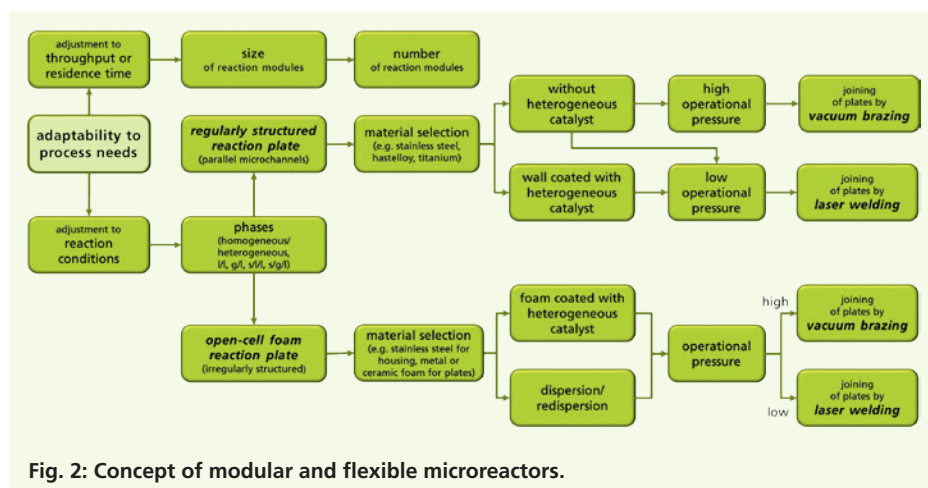 adjustment to
throughput or
residence time
size
of reaction modules
number
of reaction modules
adaptability to
process needs
regularly structured
reaction plate
(parallel microchannels)
material selection
(e.g. stainless steel,
hastelloy, titanium)
without
heterogeneous
catalyst
high
operational
pressure
joining
of plates by
vacuum brazing
wall coated with
heterogeneous
catalyst
low
operational
pressure
joining
of plates by
laser welding
adjustment to
reaction
conditions
phases
(homogeneous/
heterogeneous,
l/l, g/l, s/l/l, s/g/l)
open-cell foam
reaction plate
(irregularly structured)
material selection
(e.g. stainless steel for
housing, metal or
ceramic foam for plates)
foam coated with
heterogeneous
catalyst
dispersion/
redispersion
operational
pressure
high
joining
of plates by
vacuum brazing
low
joining
of plates by
laser welding
Fig. 2: Concept of modular and flexible microreactors.